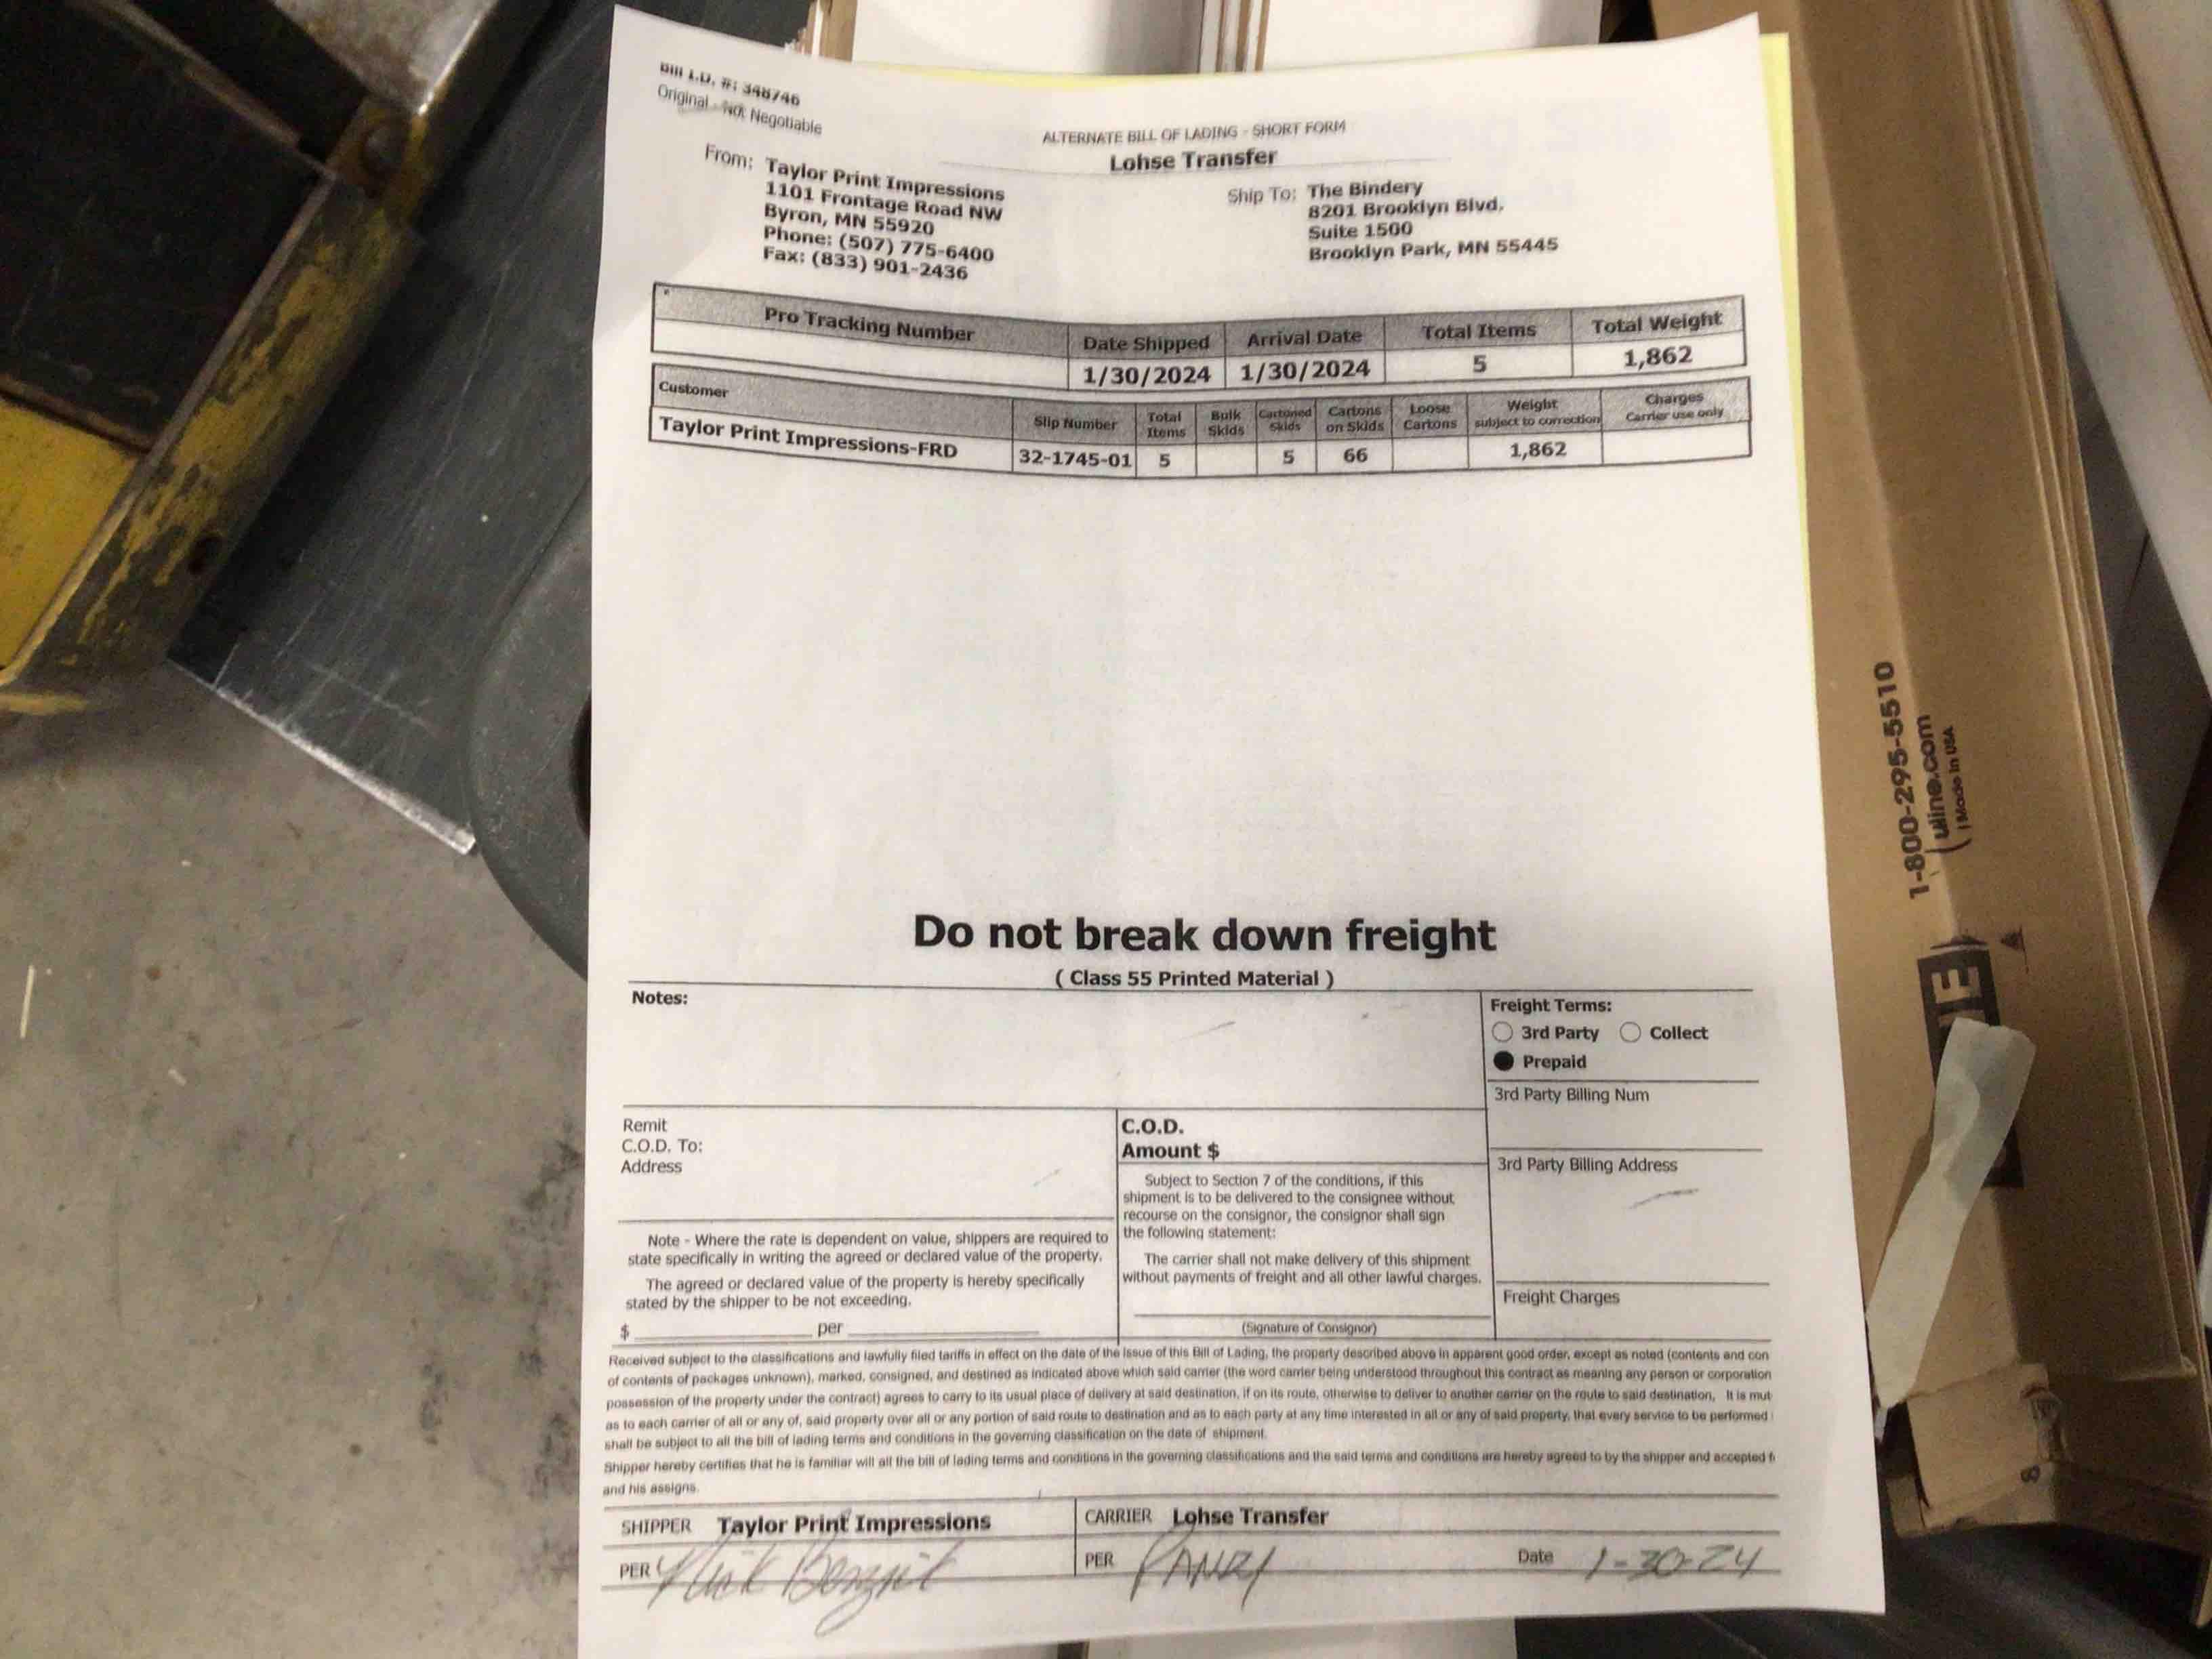 Bill I.D. #: 348746
Original - Not Negotiable
ALTERNATE BILL OF LADING - SHORT FORM
Lohse Transfer
From: Taylor Print Impressions
1101 Frontage Road NW
Byron, MN 55920
Phone: (507) 775-6400
Fax: (833) 901-2436
Ship To: The Bindery
8201 Brooklyn Blvd.
Suite 1500
Brooklyn Park, MN 55445
Pro Tracking Number Date Shipped Arrival Date Total Items Total Weight
1/30/2024 1/30/2024 5 1,862
Customer Slip Number Total Items Bulk Skids Cartoned Skids Cartons on Skids Loose Cartons Weight subject to correction Charges Carrier use only
Taylor Print Impressions-FRD 32-1745-01 5 5 66 1,862
Do not break down freight
( Class 55 Printed Material )
Notes:
Freight Terms:
3rd Party Collect
Prepaid
3rd Party Billing Num
3rd Party Billing Address
Freight Charges
Remit
C.O.D. To:
Address
C.O.D.
Amount $
Note - Where the rate is dependent on value, shippers are required to
state specifically in writing the agreed or declared value of the property.
The agreed or declared value of the property is hereby specifically
stated by the shipper to be not exceeding.
$ per
Subject to Section 7 of the conditions, if this
shipment is to be delivered to the consignee without
recourse on the consignor, the consignor shall sign
the following statement:
The carrier shall not make delivery of this shipment
without payments of freight and all other lawful charges.
(Signature of Consignor)
Received subject to the classifications and lawfully filed tariffs in effect on the date of the issue of this Bill of Lading, the property described above in apparent good order, except as noted (contents and con
of contents of packages unknown), marked, consigned, and destined as indicated above which said carrier (the word carrier being understood throughout this contract as meaning any person or corporation
possession of the property under the contract) agrees to carry to its usual place of delivery at said destination, if on its route, otherwise to deliver to another carrier on the route to said destination. It is mut
as to each carrier of all or any of, said property over all or any portion of said route to destination and as to each party at any time interested in all or any of said property, that every service to be performed
shall be subject to all the bill of lading terms and conditions in the governing classification on the date of shipment.
Shipper hereby certifies that he is familiar will all the bill of lading terms and conditions in the governing classifications and the said terms and conditions are hereby agreed to by the shipper and accepted f
and his assigns.
SHIPPER Taylor Print Impressions
CARRIER Lohse Transfer
PER
PER RANDY Date 1-30-24
1-800-295-5510
uline.com
Made in USA